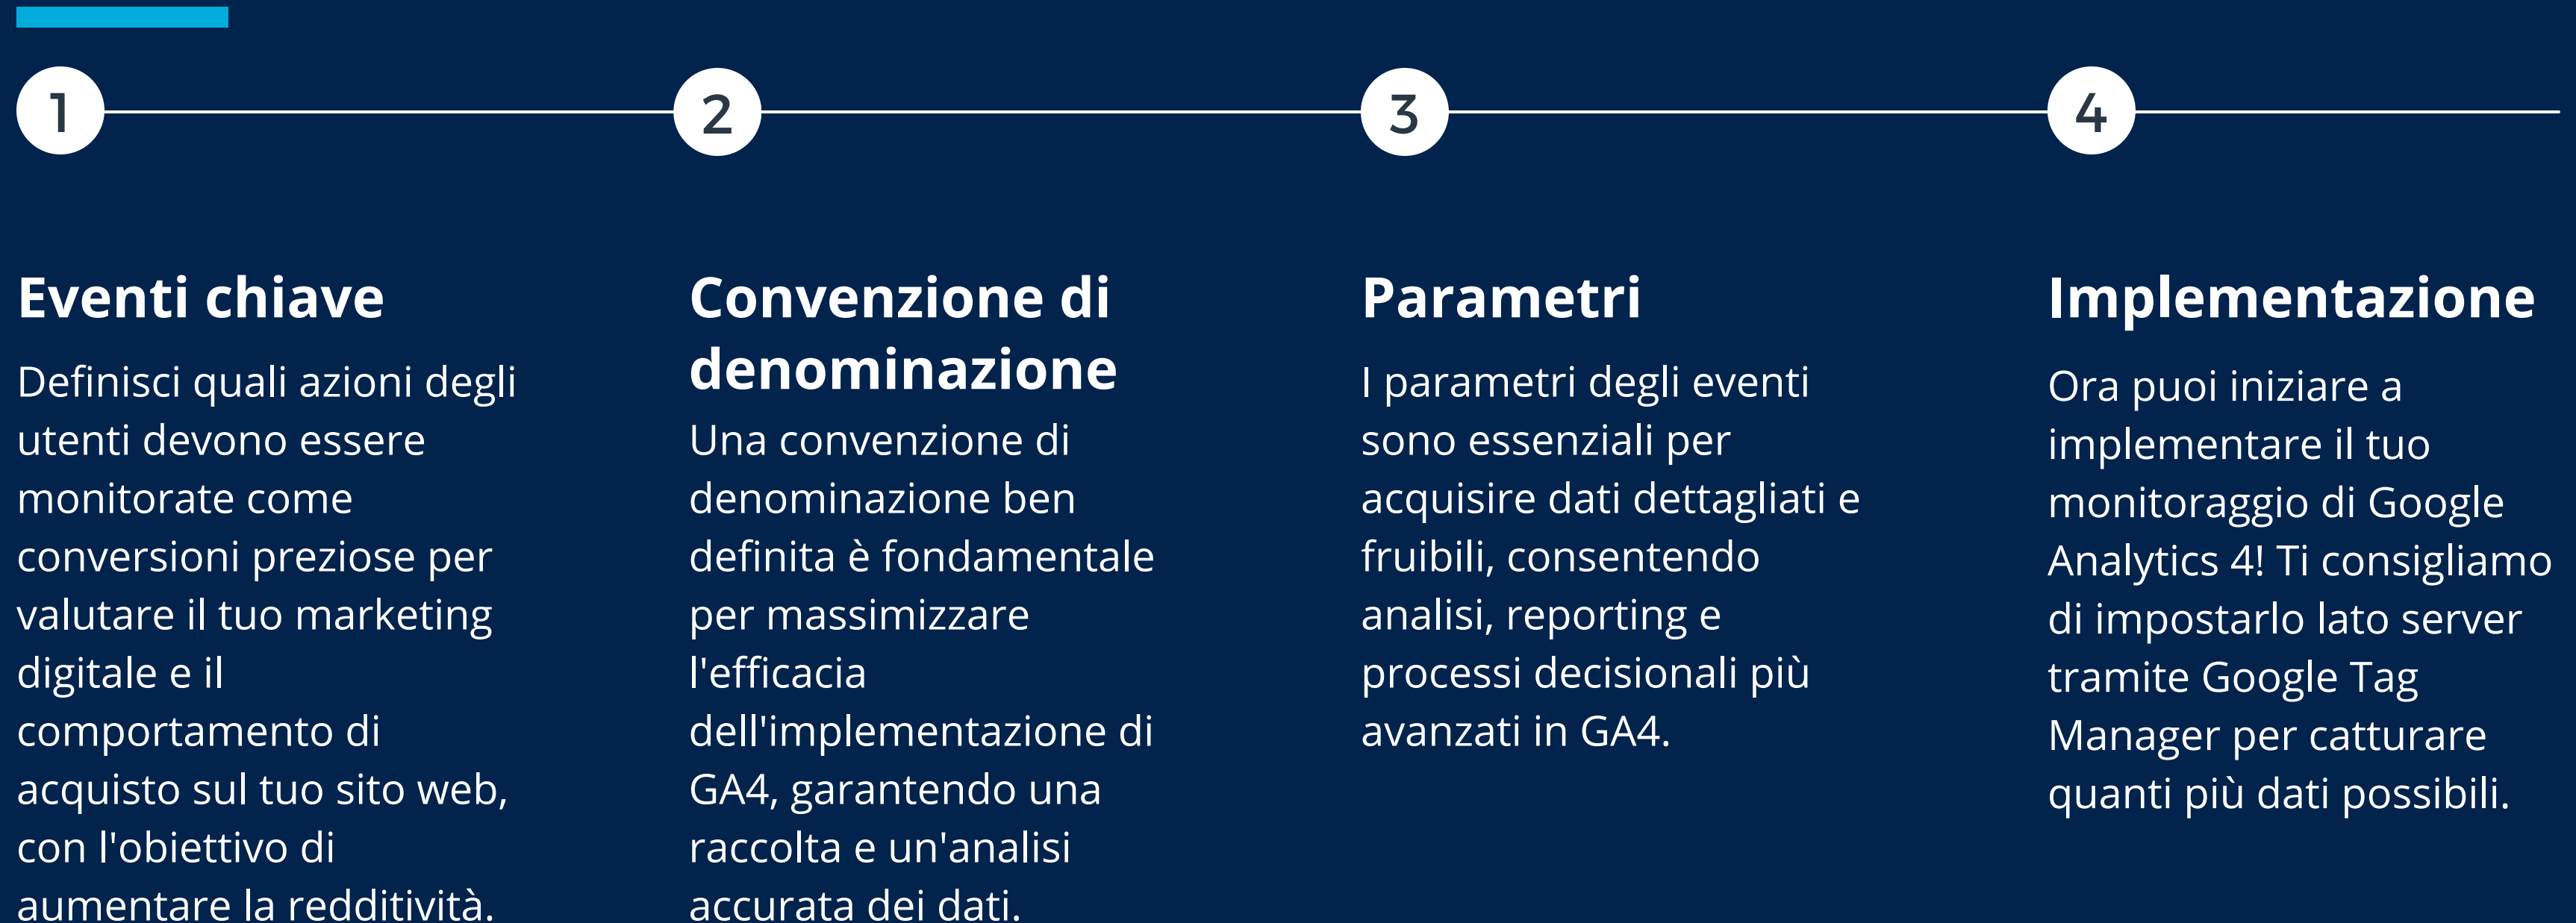 1
2
3
4
Eventi chiave
Definisci quali azioni degli
utenti devono essere
monitorate come
conversioni preziose per
valutare il tuo marketing
digitale e il
comportamento di
acquisto sul tuo sito web,
con l'obiettivo di
aumentare la redditività.
Convenzione di
denominazione
Una convenzione di
denominazione ben
definita è fondamentale
per massimizzare
l'efficacia
dell'implementazione di
GA4, garantendo una
raccolta e un'analisi
accurata dei dati.
Parametri
I parametri degli eventi
sono essenziali per
acquisire dati dettagliati e
fruibili, consentendo
analisi, reporting e
processi decisionali più
avanzati in GA4.
Implementazione
Ora puoi iniziare a
implementare il tuo
monitoraggio di Google
Analytics 4! Ti consigliamo
di impostarlo lato server
tramite Google Tag
Manager per catturare
quanti più dati possibili.